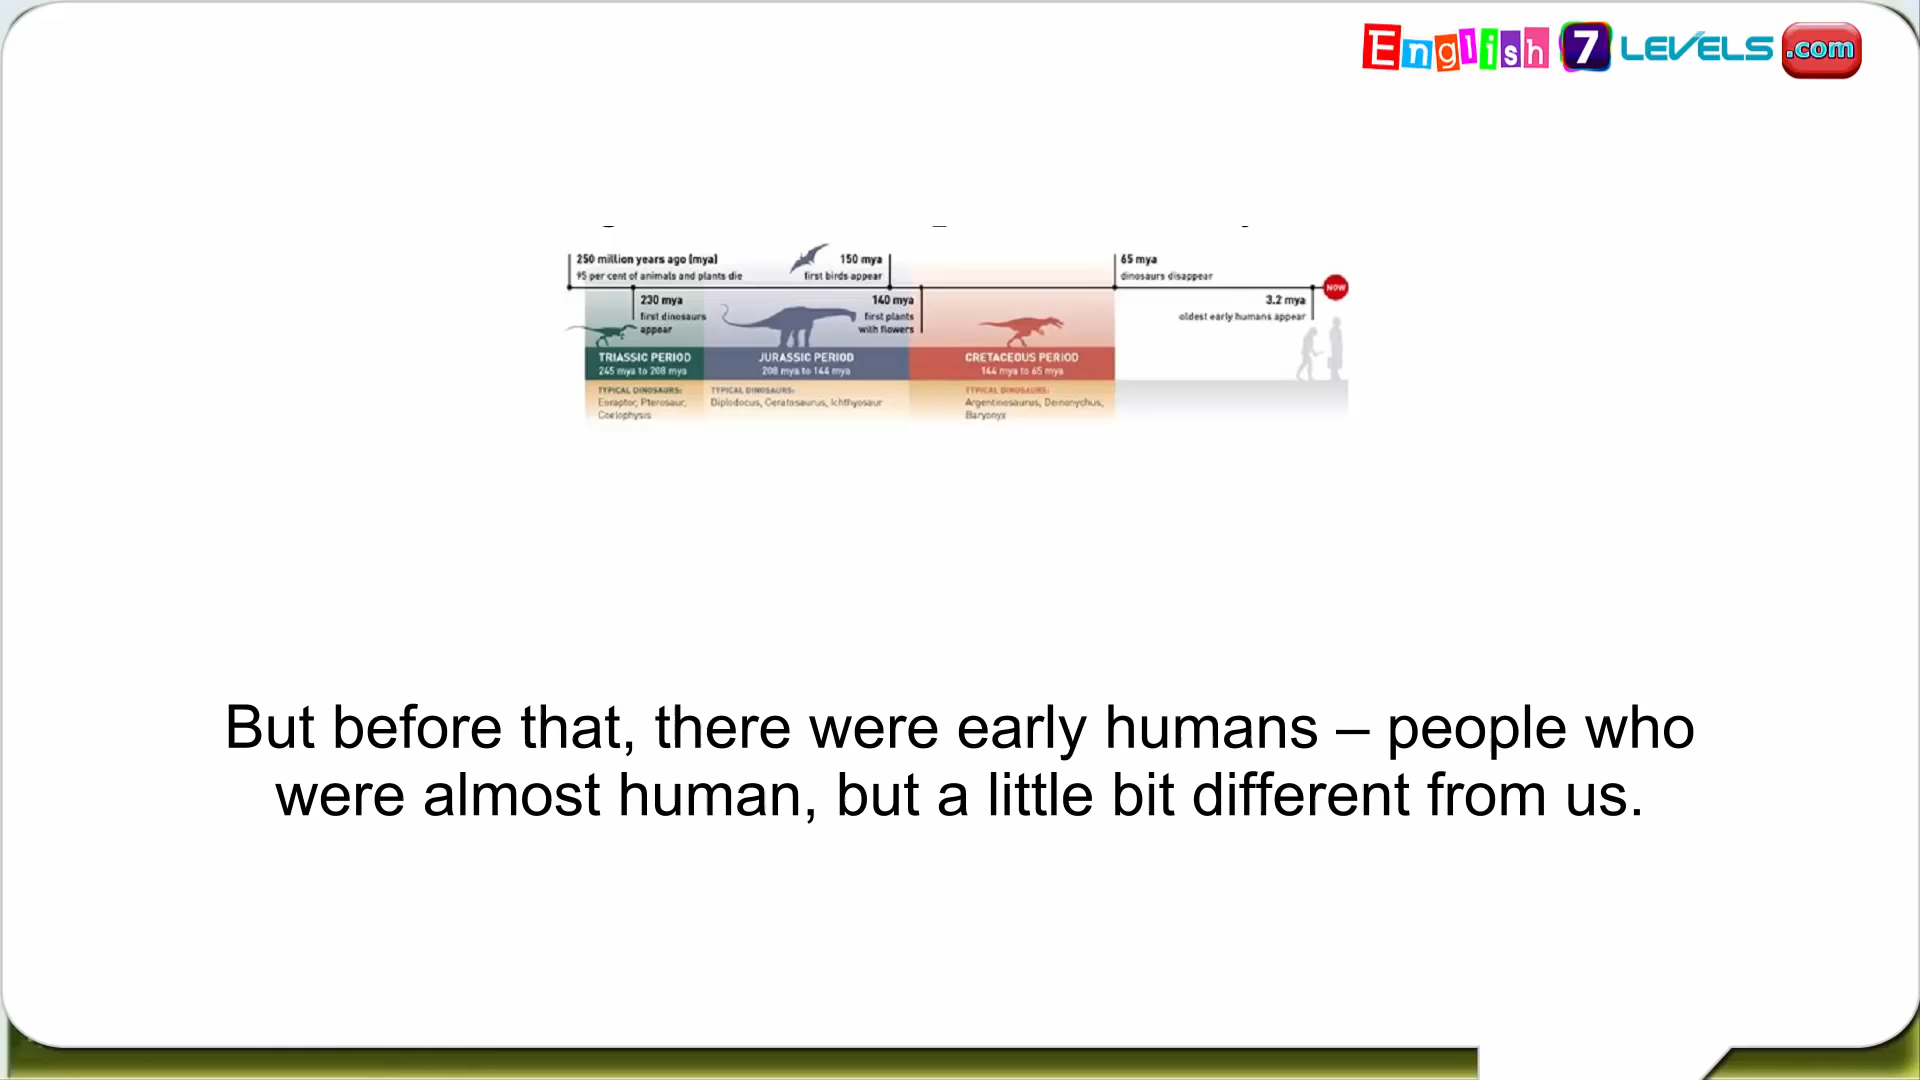 English 7 LEVELS .com
250 million years ago (mya)
95 per cent of animals and plants die
150 mya
first birds appear
65 mya
dinosaurs disappear
NOW
230 mya
first dinosaurs
appear
140 mya
first plants
with flowers
3.2 mya
oldest early humans appear
TRIASSIC PERIOD
245 mya to 208 mya
JURASSIC PERIOD
208 mya to 144 mya
CRETACEOUS PERIOD
144 mya to 65 mya
TYPICAL DINOSAURS:
Eoraptor, Pterosaur,
Coelophysis
TYPICAL DINOSAURS:
Diplodocus, Ceratosaurus, Ichthyosaur
TYPICAL DINOSAURS:
Argentinosaurus, Deinonychus,
Baryonyx
But before that, there were early humans – people who
were almost human, but a little bit different from us.